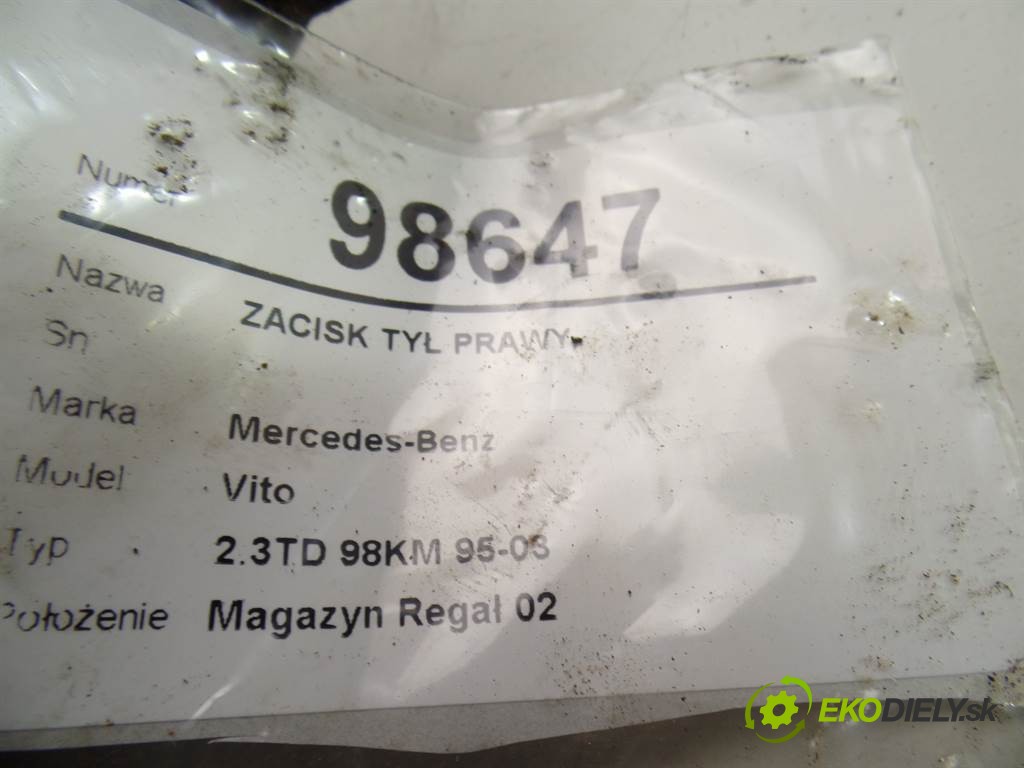 Numer 98647
Nazwa ZACISK TYŁ PRAWY
Sn
Marka Mercedes-Benz
Model Vito
Typ 2.3TD 98KM 95-03
Położenie Magazyn Regał 02
EKODIELY.sk